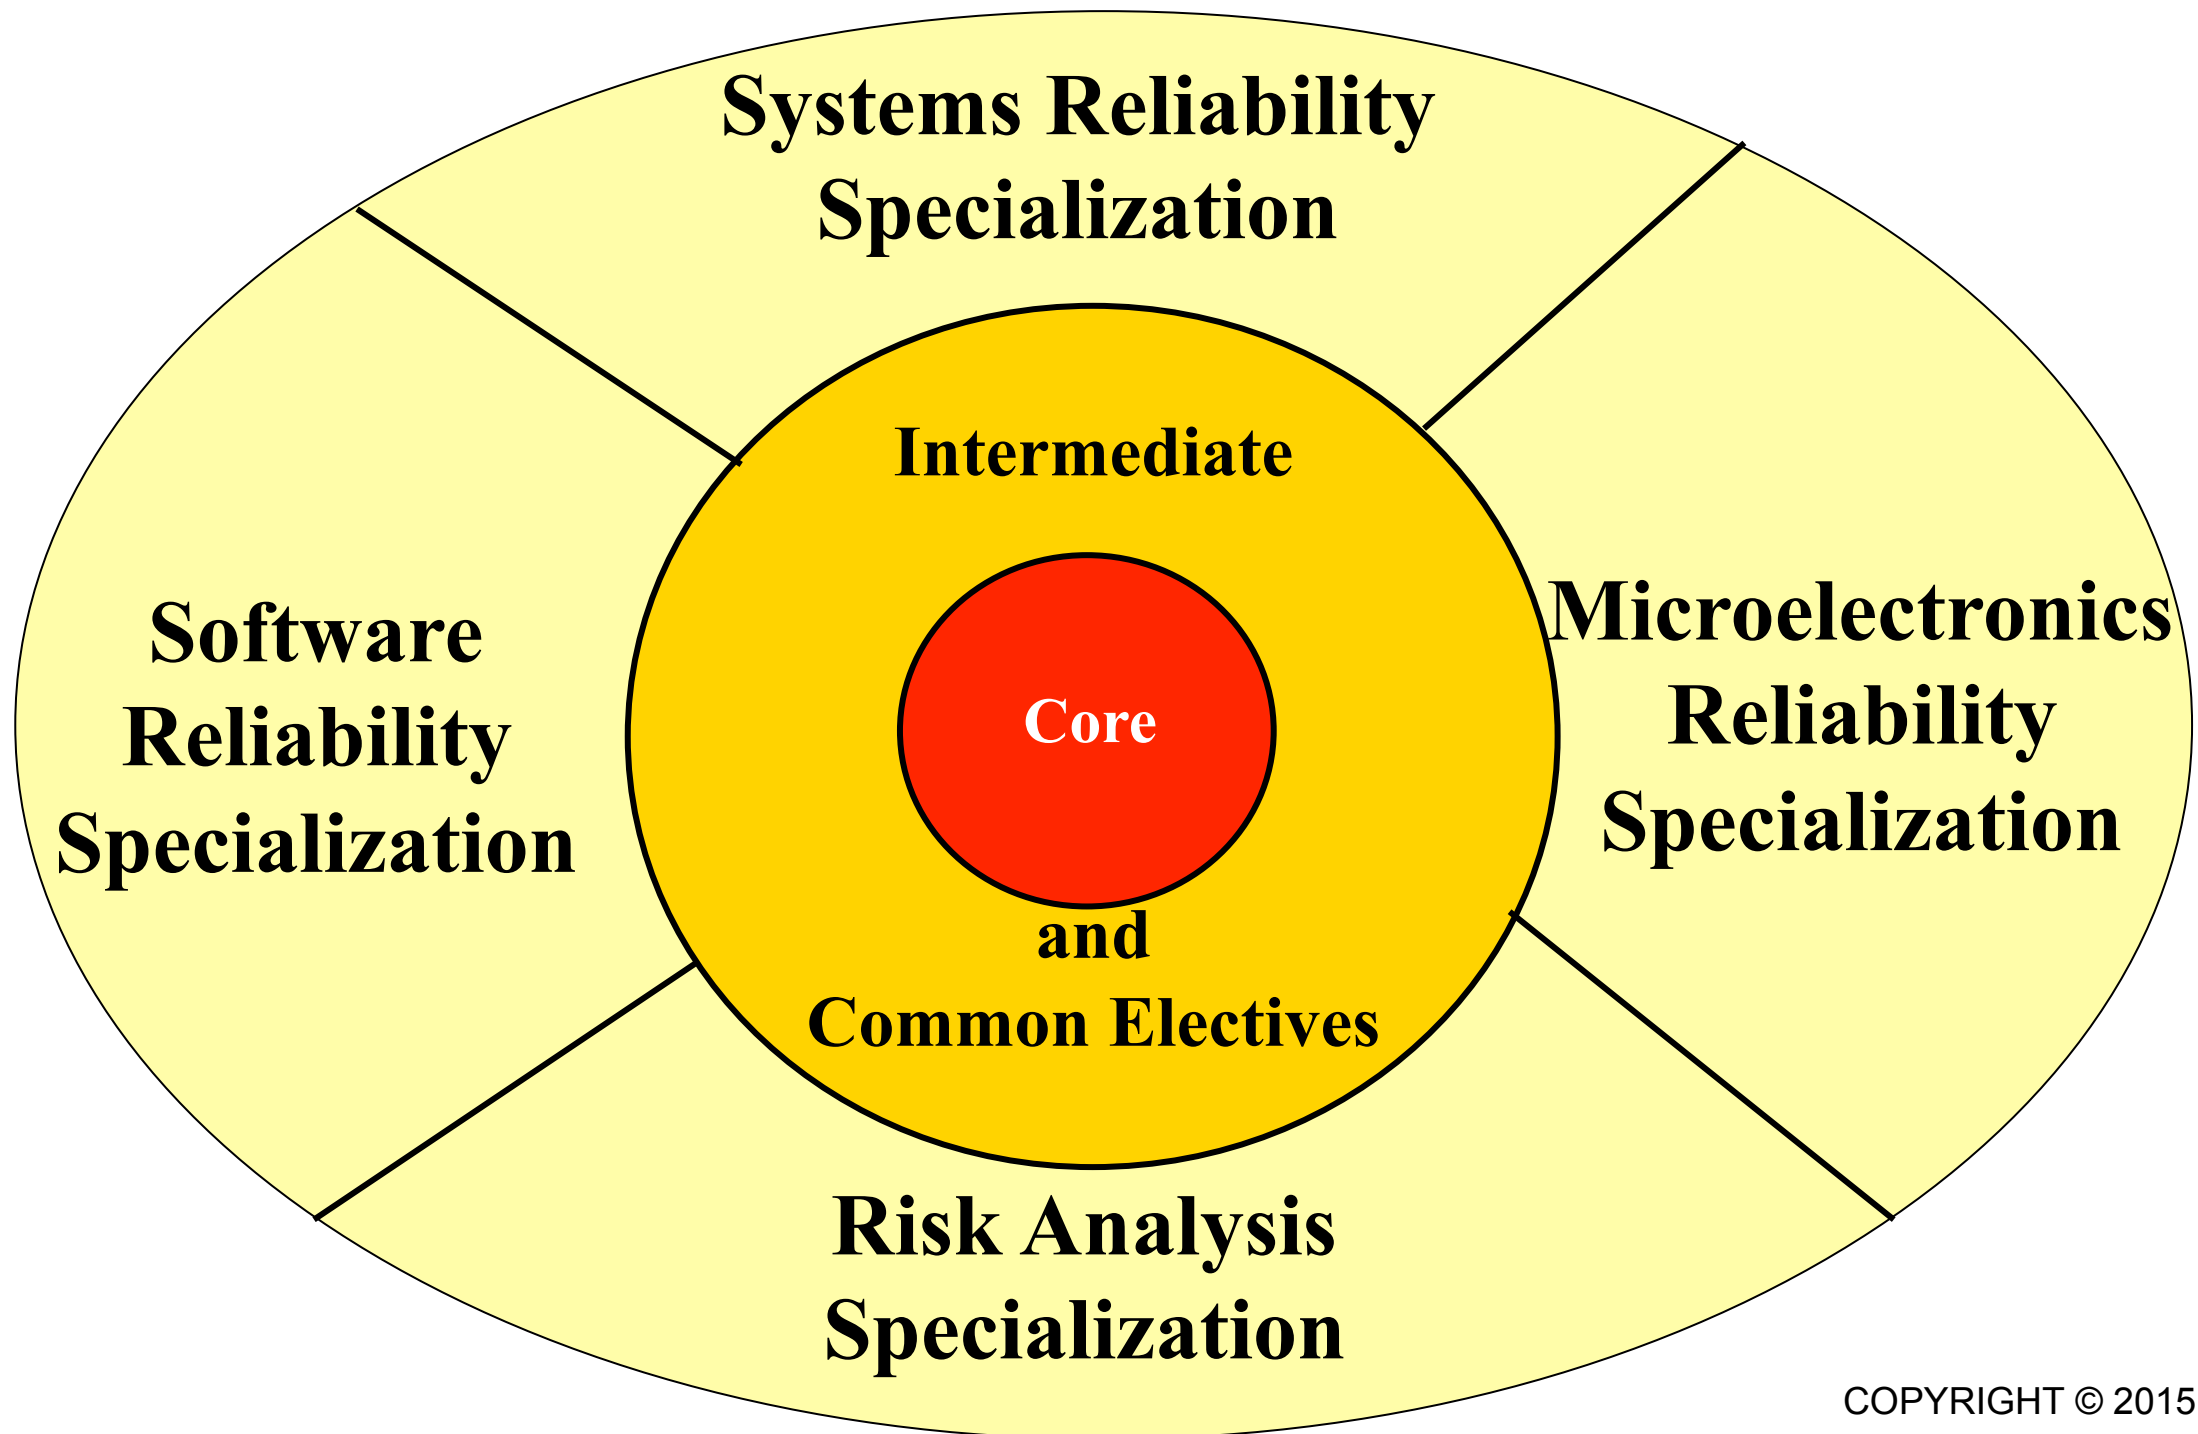 Systems Reliability
Specialization
Intermediate
Software
Reliability
Specialization
Core
Microelectronics
Reliability
Specialization
and
Common Electives
Risk Analysis
Specialization
COPYRIGHT © 2015